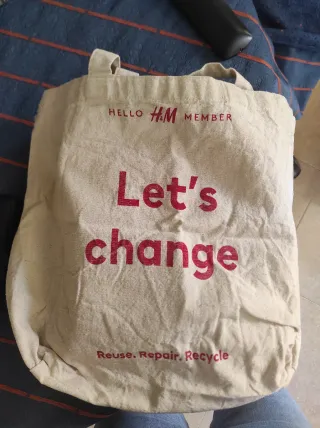 HELLO H&M MEMBER
Let's
change
Reuse. Repair. Recycle